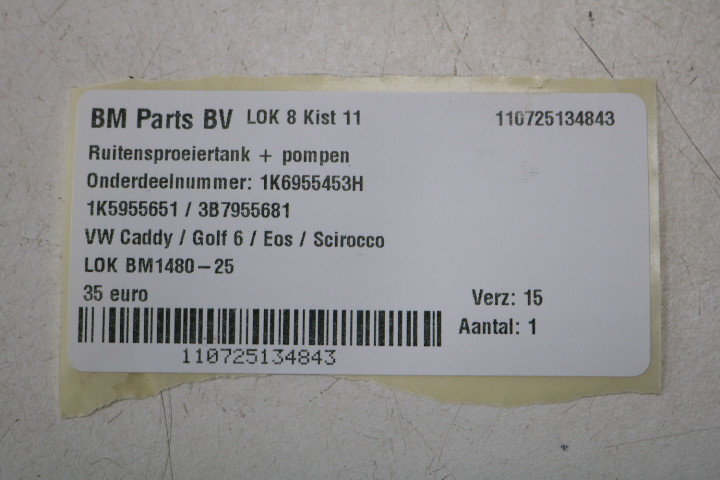 BM Parts BV LOK 8 Kist 11 110725134843
Ruitensproeiertank + pompen
Onderdeelnummer: 1K6955453H
1K5955651 / 3B7955681
VW Caddy / Golf 6 / Eos / Scirocco
LOK BM1480-25
35 euro Verz: 15
Aantal: 1
110725134843